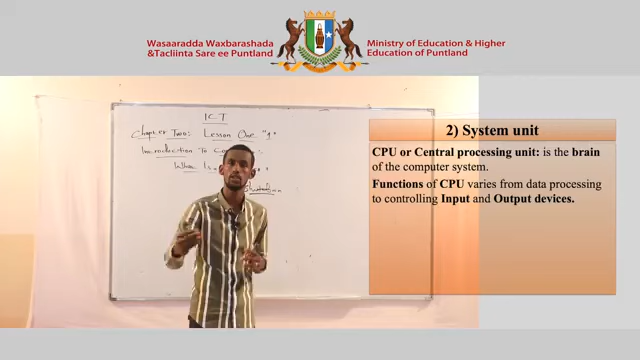 Wasaaradda Waxbarashada
&Tacliinta Sare ee Puntland
Ministry of Education & Higher
Education of Puntland
ICT
Chapter Two: Lesson One "1"
Introduction To
2) System unit
CPU or Central processing unit: is the brain
of the computer system.
Functions of CPU varies from data processing
to controlling Input and Output devices.